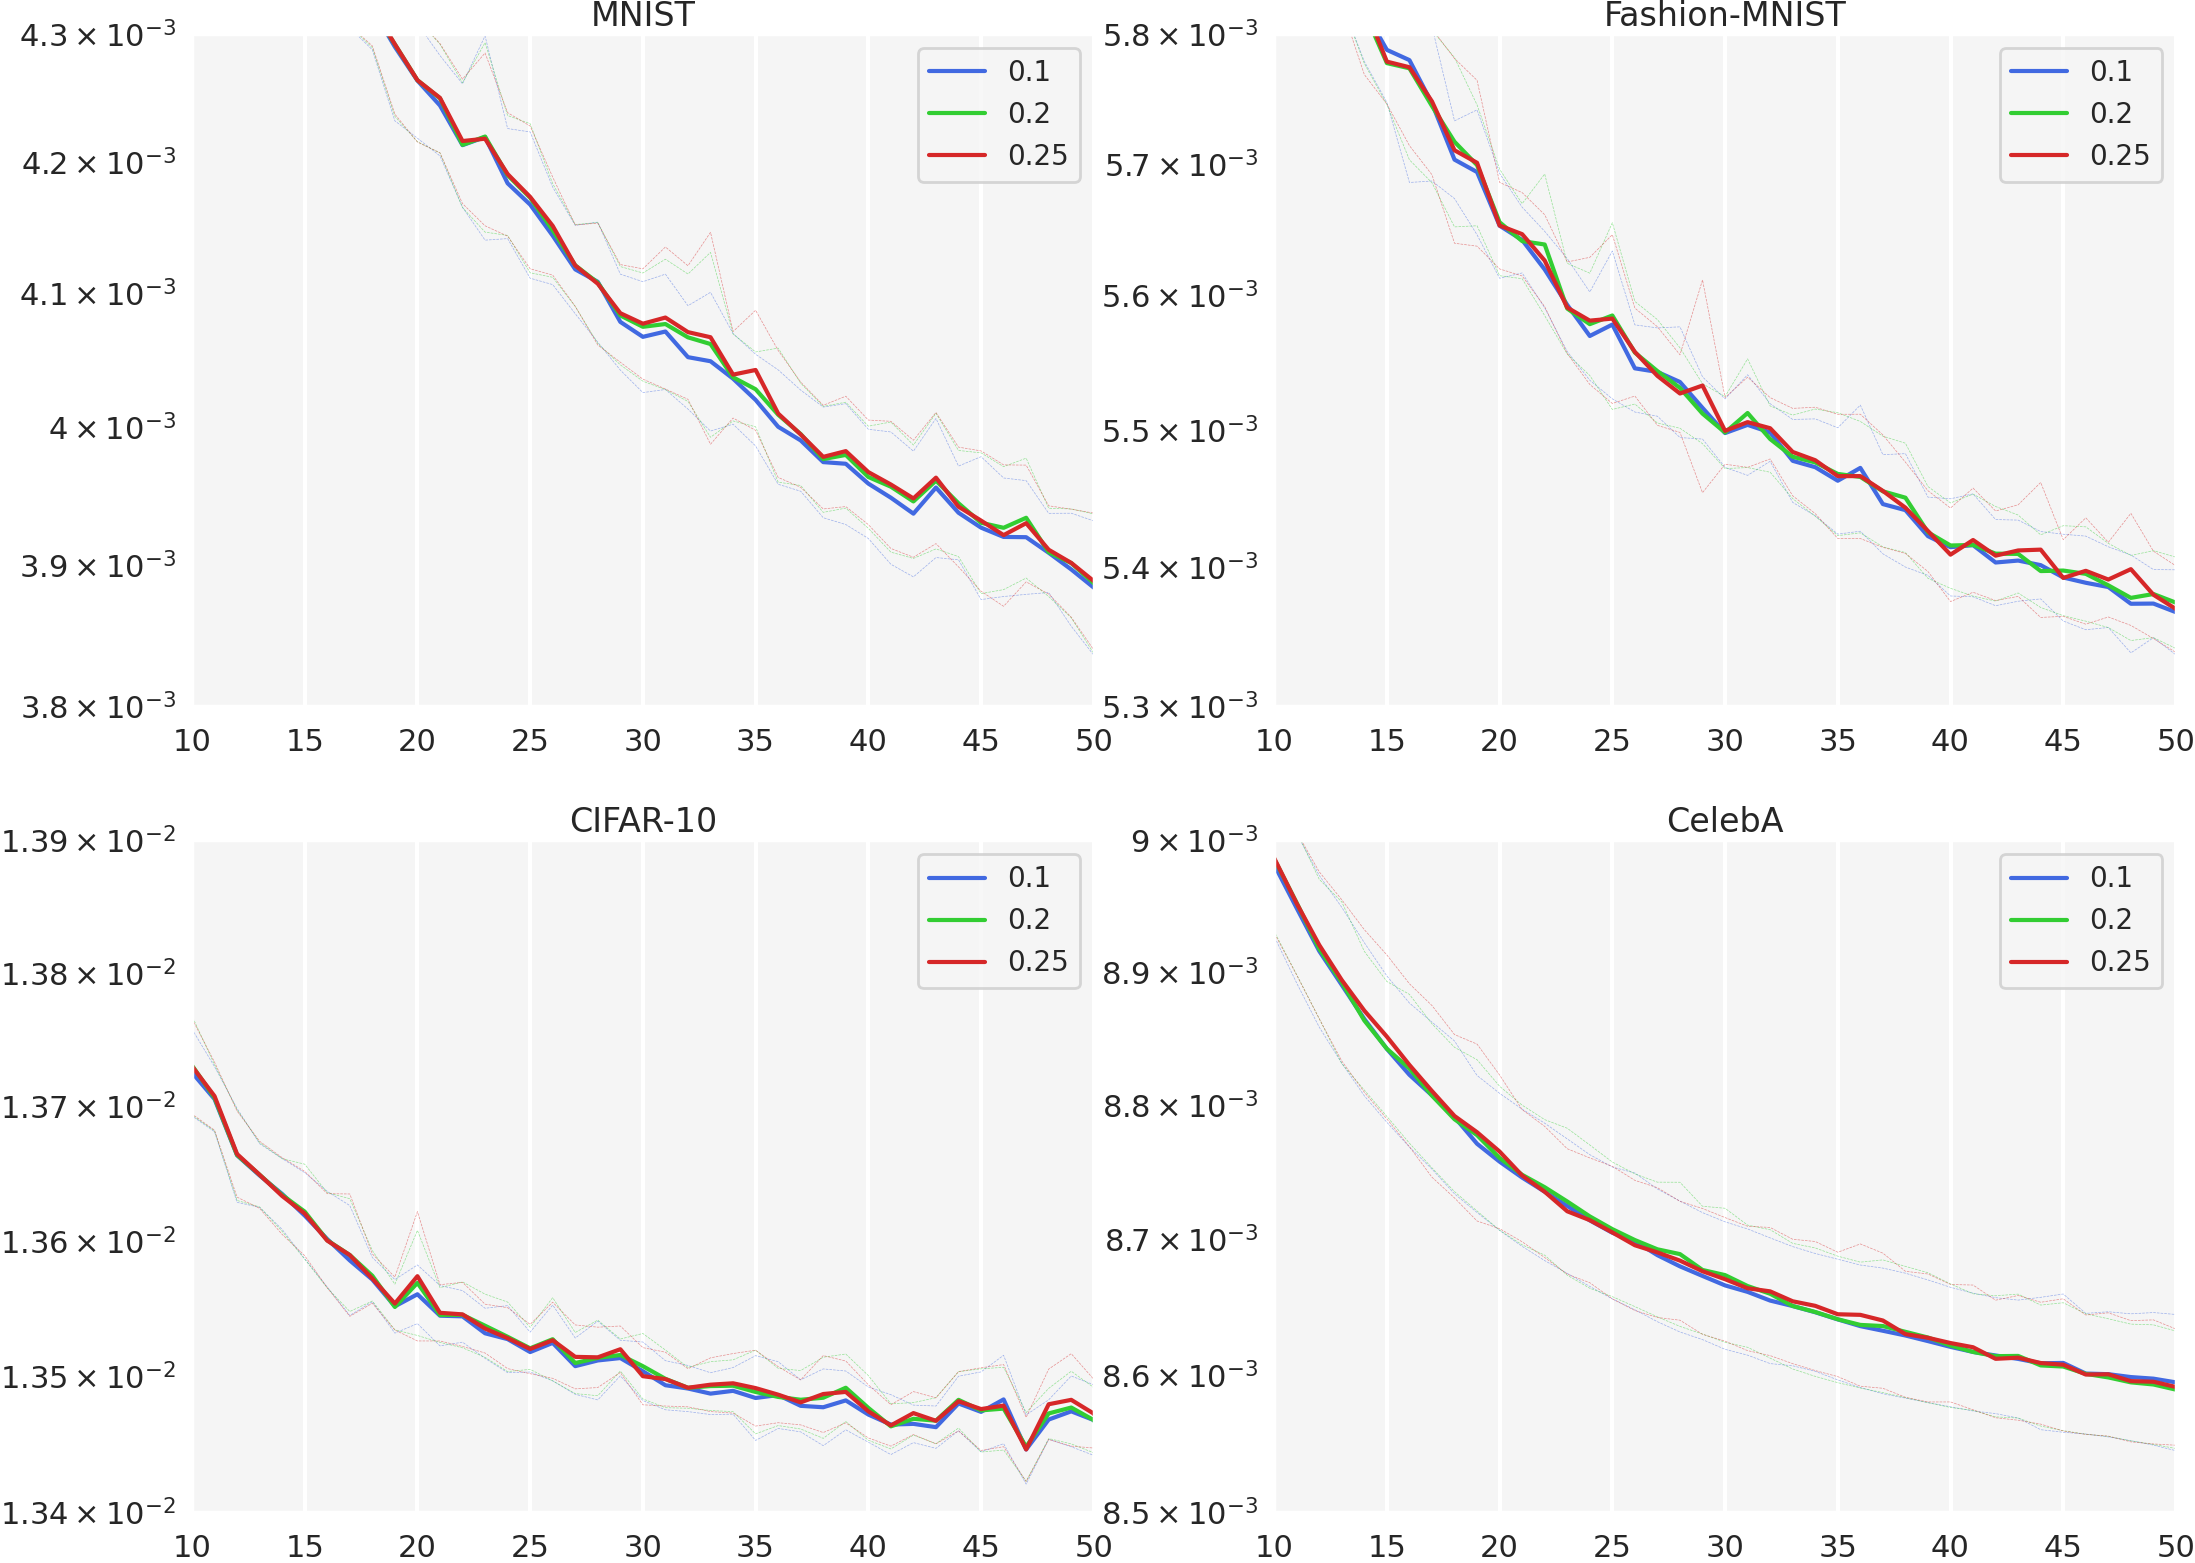 MNIST
4.3 × 10⁻³
4.2 × 10⁻³
4.1 × 10⁻³
4 × 10⁻³
3.9 × 10⁻³
3.8 × 10⁻³
10 15 20 25 30 35 40 45 50
0.1
0.2
0.25
Fashion-MNIST
5.8 × 10⁻³
5.7 × 10⁻³
5.6 × 10⁻³
5.5 × 10⁻³
5.4 × 10⁻³
5.3 × 10⁻³
10 15 20 25 30 35 40 45 50
0.1
0.2
0.25
CIFAR-10
1.39 × 10⁻²
1.38 × 10⁻²
1.37 × 10⁻²
1.36 × 10⁻²
1.35 × 10⁻²
1.34 × 10⁻²
10 15 20 25 30 35 40 45 50
0.1
0.2
0.25
CelebA
9 × 10⁻³
8.9 × 10⁻³
8.8 × 10⁻³
8.7 × 10⁻³
8.6 × 10⁻³
8.5 × 10⁻³
10 15 20 25 30 35 40 45 50
0.1
0.2
0.25